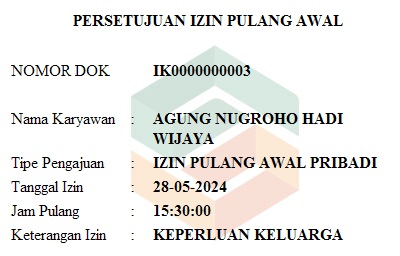 PERSETUJUAN IZIN PULANG AWAL
NOMOR DOK IK0000000003
Nama Karyawan : AGUNG NUGROHO HADI
WIJAYA
Tipe Pengajuan : IZIN PULANG AWAL PRIBADI
Tanggal Izin : 28-05-2024
Jam Pulang : 15:30:00
Keterangan Izin : KEPERLUAN KELUARGA